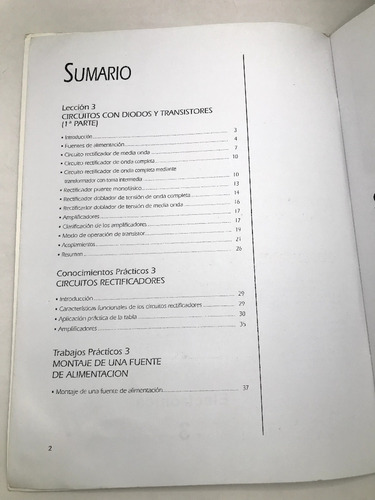 SUMARIO
Lección 3
CIRCUITOS CON DIODOS Y TRANSISTORES
(1ª PARTE)
• Introducción 3
• Fuentes de alimentación 4
• Circuito rectificador de media onda 7
• Circuito rectificador de onda completa 10
• Circuito rectificador de onda completa mediante
transformador con toma intermedia 10
• Rectificador puente monofásico 13
• Rectificador doblador de tensión de onda completa 14
• Rectificador doblador de tensión de media onda 16
• Amplificadores 17
• Clasificación de los amplificadores 17
• Modo de operación de transistor 19
• Acoplamientos 21
• Resumen 26
Conocimientos Prácticos 3
CIRCUITOS RECTIFICADORES
• Introducción 29
• Características funcionales de los circuitos rectificadores 29
• Aplicación práctica de la tabla 30
• Amplificadores 35
Trabajos Prácticos 3
MONTAJE DE UNA FUENTE
DE ALIMENTACION
• Montaje de una fuente de alimentación 37
2